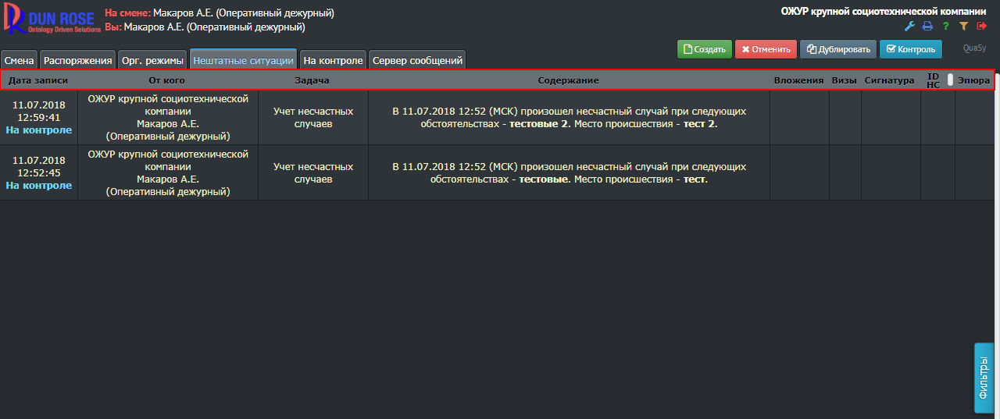 DUN ROSE
Ontology Driven Solutions
На смене: Макаров А.Е. (Оперативный дежурный)
Вы: Макаров А.Е. (Оперативный дежурный)
ОЖУР крупной социотехнической компании
Создать Отменить Дублировать Контроль QuaSy
Смена Распоряжения Орг. режимы Нештатные ситуации На контроле Сервер сообщений
Дата записи От кого Задача Содержание Вложения Визы Сигнатура ID НС Эпюра
11.07.2018
12:59:41
На контроле
ОЖУР крупной социотехнической
компании
Макаров А.Е.
(Оперативный дежурный)
Учет несчастных
случаев
В 11.07.2018 12:52 (МСК) произошел несчастный случай при следующих
обстоятельствах - тестовые 2. Место происшествия - тест 2.
11.07.2018
12:52:45
На контроле
ОЖУР крупной социотехнической
компании
Макаров А.Е.
(Оперативный дежурный)
Учет несчастных
случаев
В 11.07.2018 12:52 (МСК) произошел несчастный случай при следующих
обстоятельствах - тестовые. Место происшествия - тест.
Фильтры